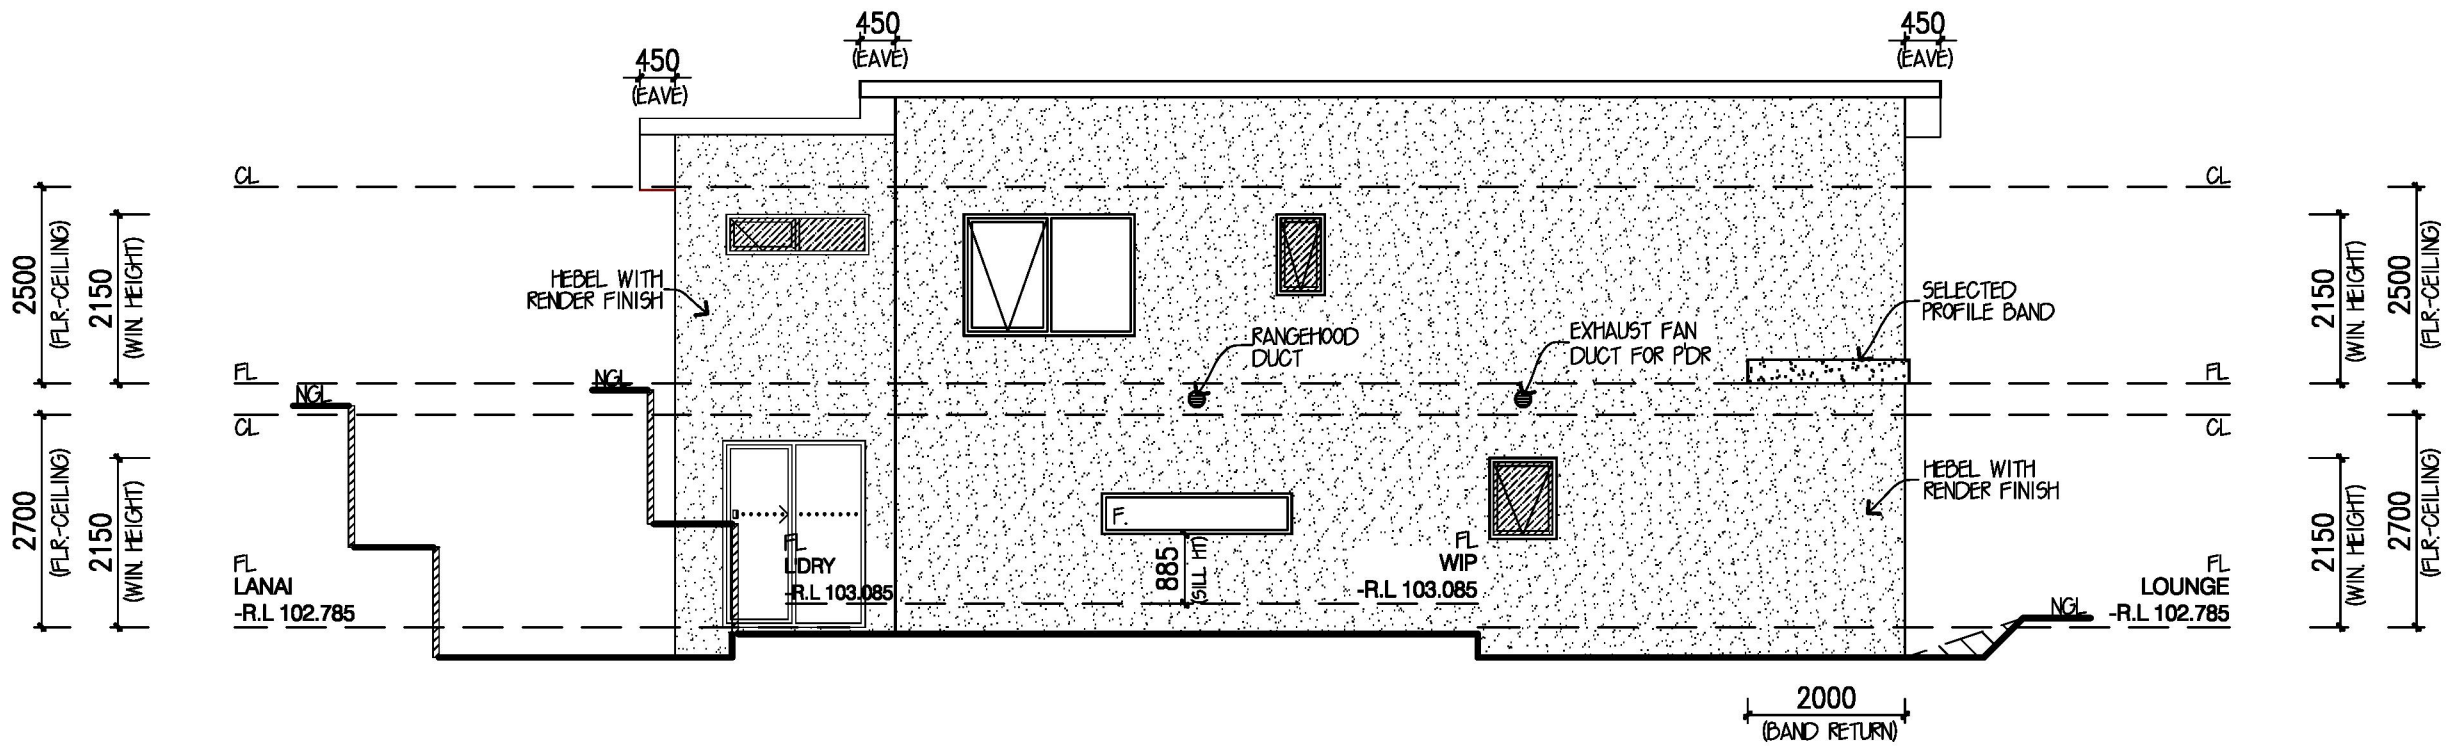 450
(EAVE)
450
(EAVE)
450
(EAVE)
CL
CL
2500
(FLR.-CEILING)
2150
(WIN. HEIGHT)
HEBEL WITH
RENDER FINISH
RANGEHOOD
DUCT
EXHAUST FAN
DUCT FOR P'DR
SELECTED
PROFILE BAND
2150
(WIN. HEIGHT)
2500
(FLR.-CEILING)
FL
FL
NGL
NGL
CL
CL
2700
(FLR-CEILING)
2150
(WIN. HEIGHT)
HEBEL WITH
RENDER FINISH
2150
(WIN. HEIGHT)
2700
(FLR.-CEILING)
F.
FL
LANAI
-R.L 102.785
FL
L'DRY
-R.L 103.085
885
(SILL HT)
FL
WIP
-R.L 103.085
FL
LOUNGE
-R.L 102.785
NGL
2000
(BAND RETURN)